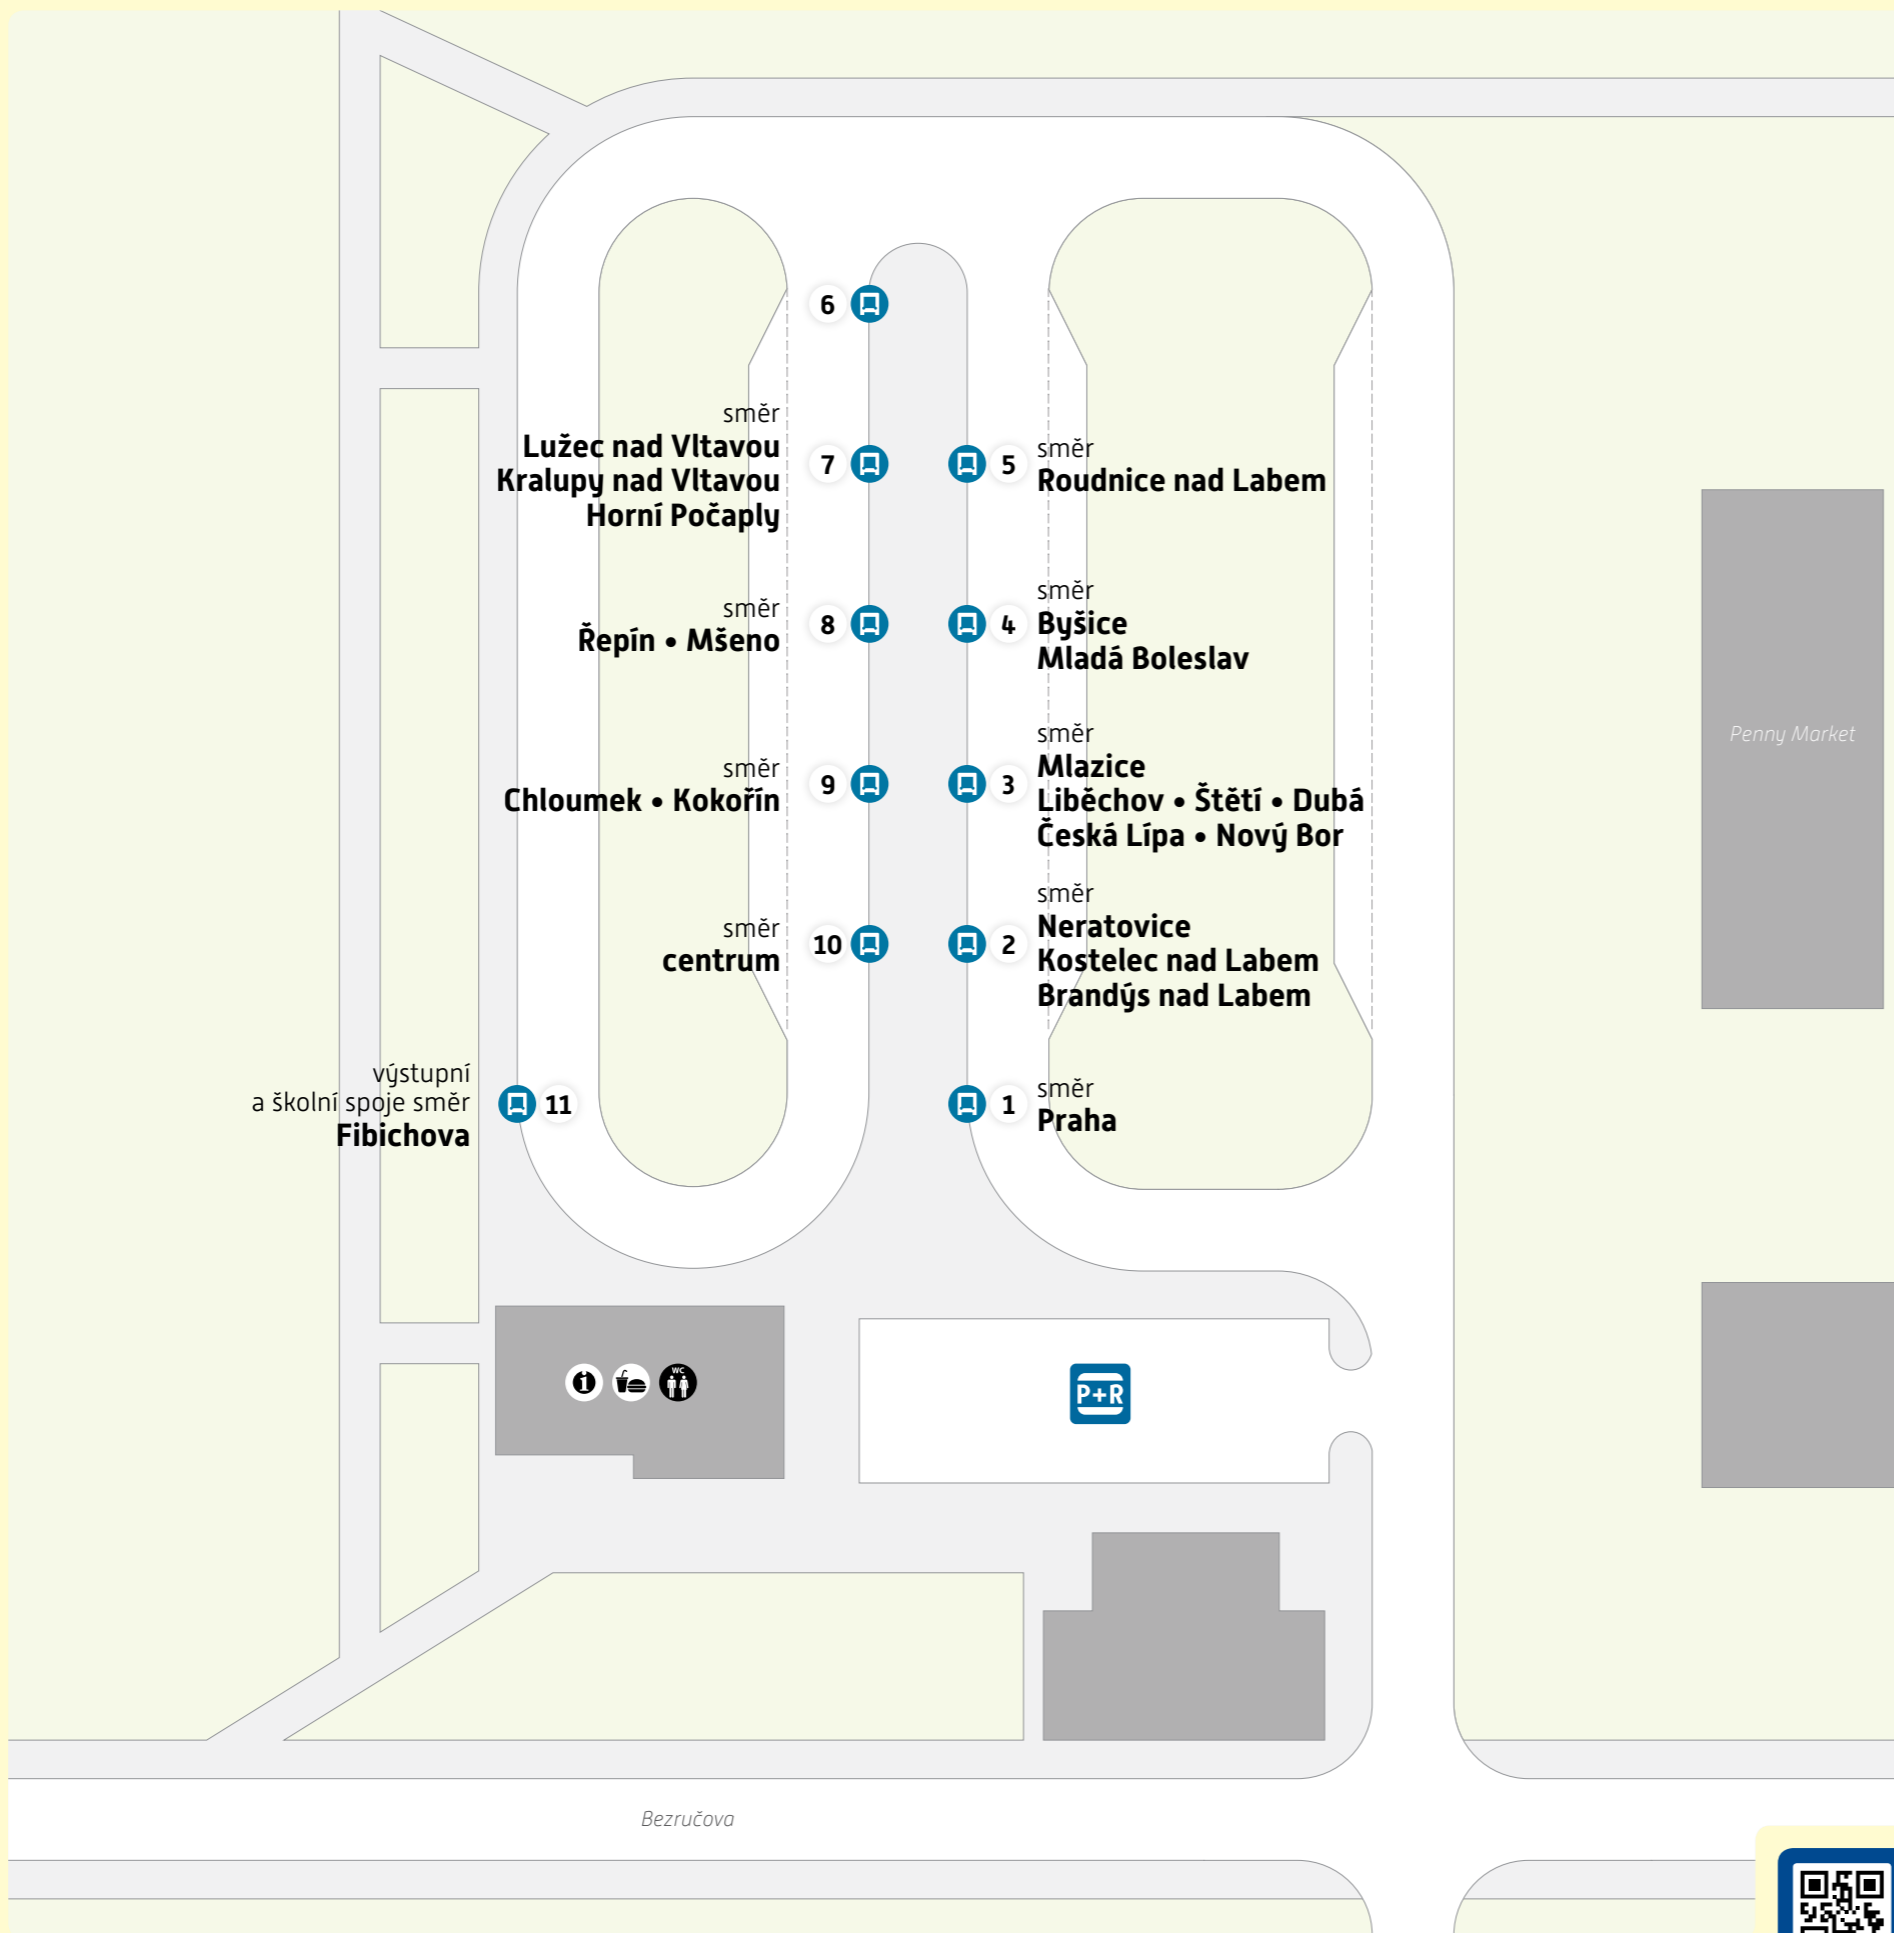 6
směr
Lužec nad Vltavou
Kralupy nad Vltavou
Horní Počaply
7
5
směr
Roudnice nad Labem
směr
Řepín • Mšeno
8
4
směr
Byšice
Mladá Boleslav
směr
Chloumek • Kokořín
9
3
směr
Mlazice
Liběchov • Štětí • Dubá
Česká Lípa • Nový Bor
směr
centrum
10
2
směr
Neratovice
Kostelec nad Labem
Brandýs nad Labem
výstupní
a školní spoje směr
Fibichova
11
1
směr
Praha
Penny Market
i
WC
P+R
Bezručova